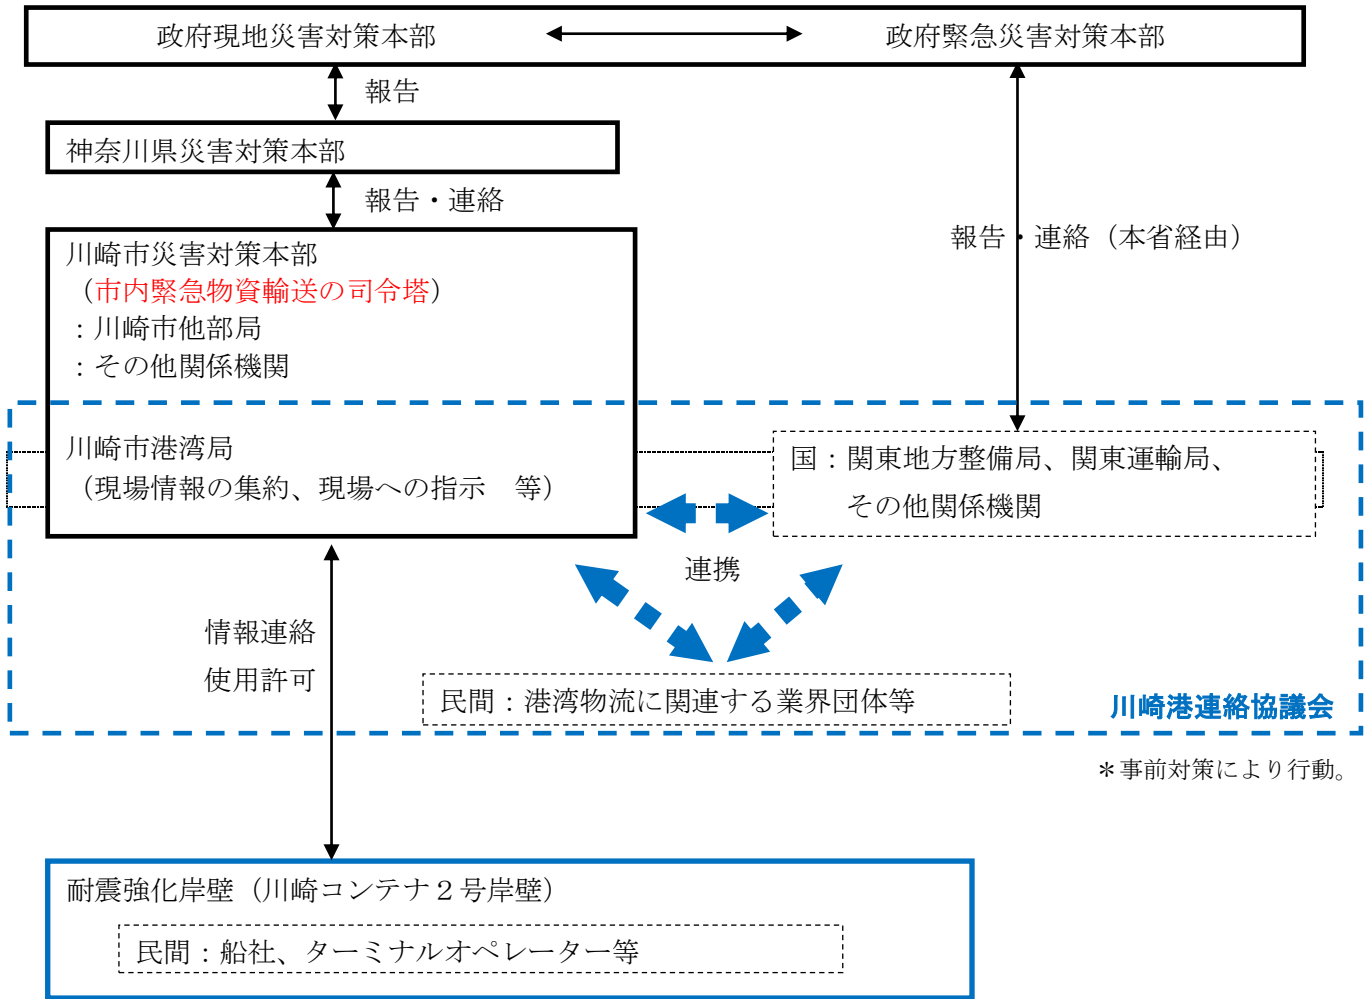 政府現地災害対策本部
政府緊急災害対策本部
報告
神奈川県災害対策本部
報告・連絡
川崎市災害対策本部
（市内緊急物資輸送の司令塔）
：川崎市他部局
：その他関係機関
報告・連絡（本省経由）
川崎市港湾局
（現場情報の集約、現場への指示　等）
国：関東地方整備局、関東運輸局、
その他関係機関
連携
情報連絡
使用許可
民間：港湾物流に関連する業界団体等
川崎港連絡協議会
＊事前対策により行動。
耐震強化岸壁（川崎コンテナ２号岸壁）
民間：船社、ターミナルオペレーター等